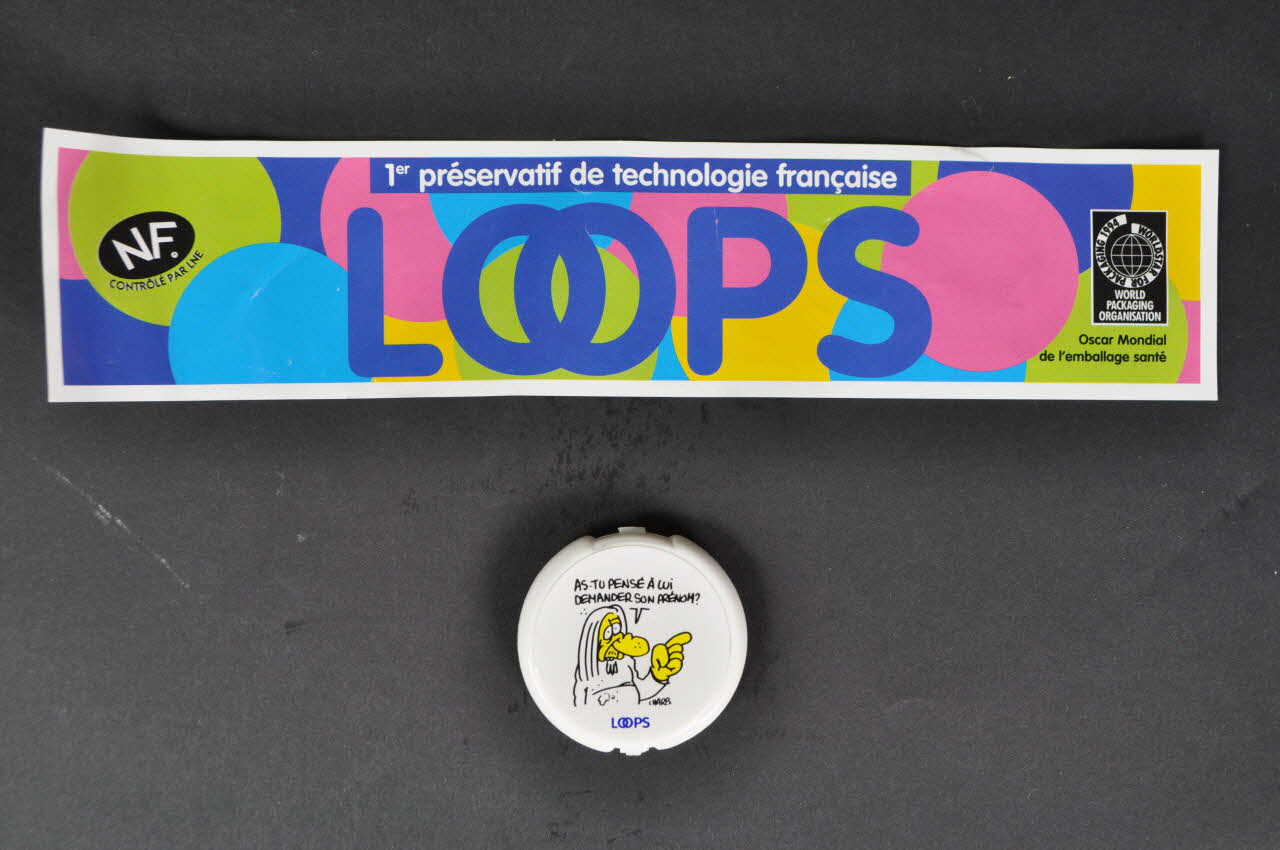 1er préservatif de technologie française
LOOPS
NF.
CONTRÔLÉ PAR LNE
WORLDSTAR FOR PACKAGING 1994
WORLD
PACKAGING
ORGANISATION
Oscar Mondial
de l'emballage santé
AS-TU PENSÉ À LUI
DEMANDER SON PRÉNOM?
CHARB.
LOOPS